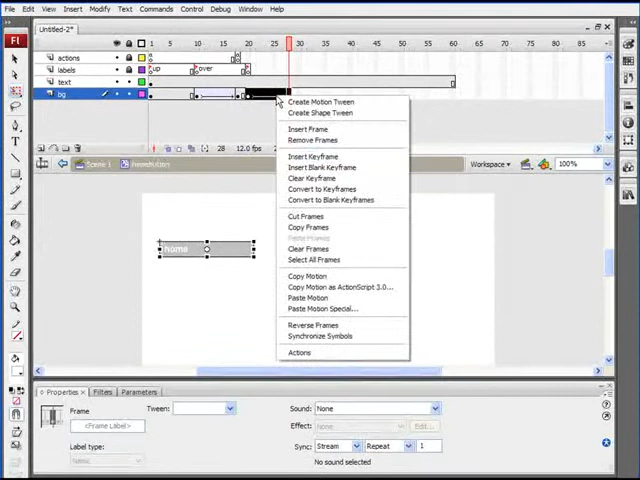 File Edit View Insert Modify Text Commands Control Debug Window Help
Fl
Untitled-2*
1 5 10 15 20 25 30 35 40 45 50 55 60 65 70 75 80 85
actions
labels up over
text
bg
28 12.0 fps
Scene 1 Workspace 100%
home
Create Motion Tween
Create Shape Tween
Insert Frame
Remove Frames
Insert Keyframe
Insert Blank Keyframe
Clear Keyframe
Convert to Keyframes
Convert to Blank Keyframes
Cut Frames
Copy Frames
Paste Frames
Clear Frames
Select All Frames
Copy Motion
Copy Motion as ActionScript 3.0...
Paste Motion
Paste Motion Special...
Reverse Frames
Synchronize Symbols
Actions
Properties Filters Parameters
Frame Tween: Sound: None
<Frame Label> Effect: None Edit...
Label type: Sync: Stream Repeat 1
Name
No sound selected